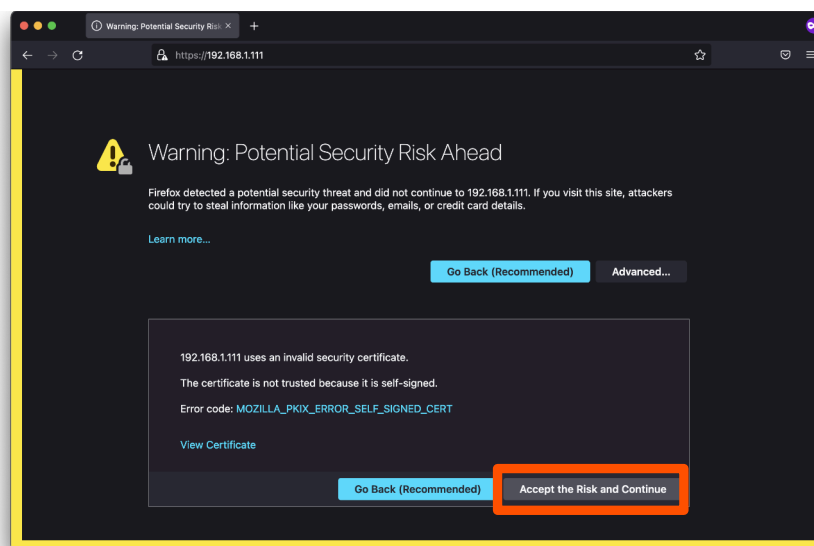 Warning: Potential Security Risk
https://192.168.1.111
Warning: Potential Security Risk Ahead
Firefox detected a potential security threat and did not continue to 192.168.1.111. If you visit this site, attackers
could try to steal information like your passwords, emails, or credit card details.
Learn more...
Go Back (Recommended) Advanced...
192.168.1.111 uses an invalid security certificate.
The certificate is not trusted because it is self-signed.
Error code: MOZILLA_PKIX_ERROR_SELF_SIGNED_CERT
View Certificate
Go Back (Recommended) Accept the Risk and Continue